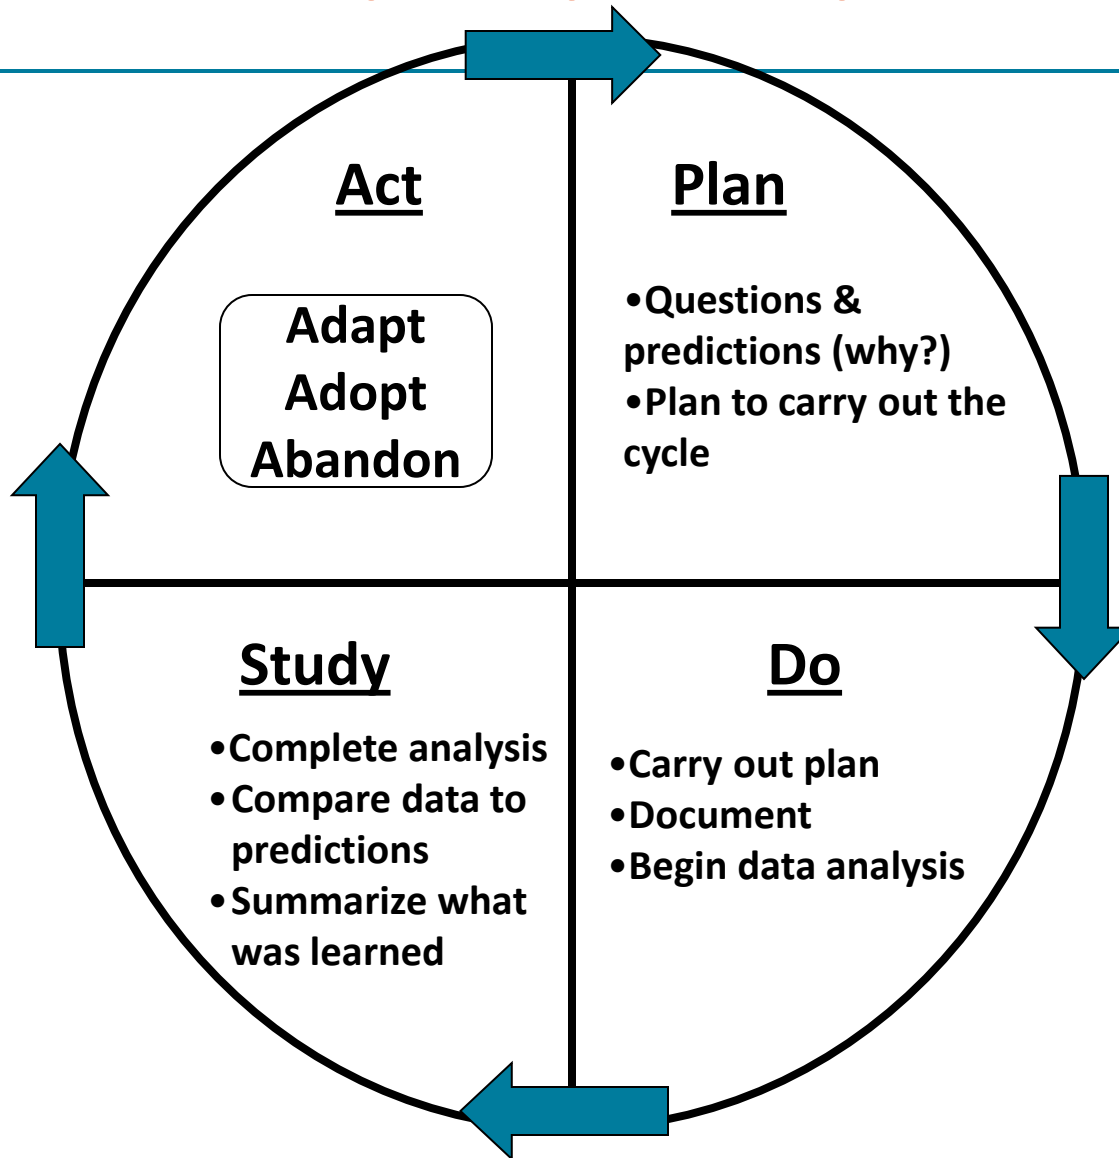 Act
Adapt
Adopt
Abandon
Plan
•Questions &
predictions (why?)
•Plan to carry out the
cycle
Study
•Complete analysis
•Compare data to
predictions
•Summarize what
was learned
Do
•Carry out plan
•Document
•Begin data analysis